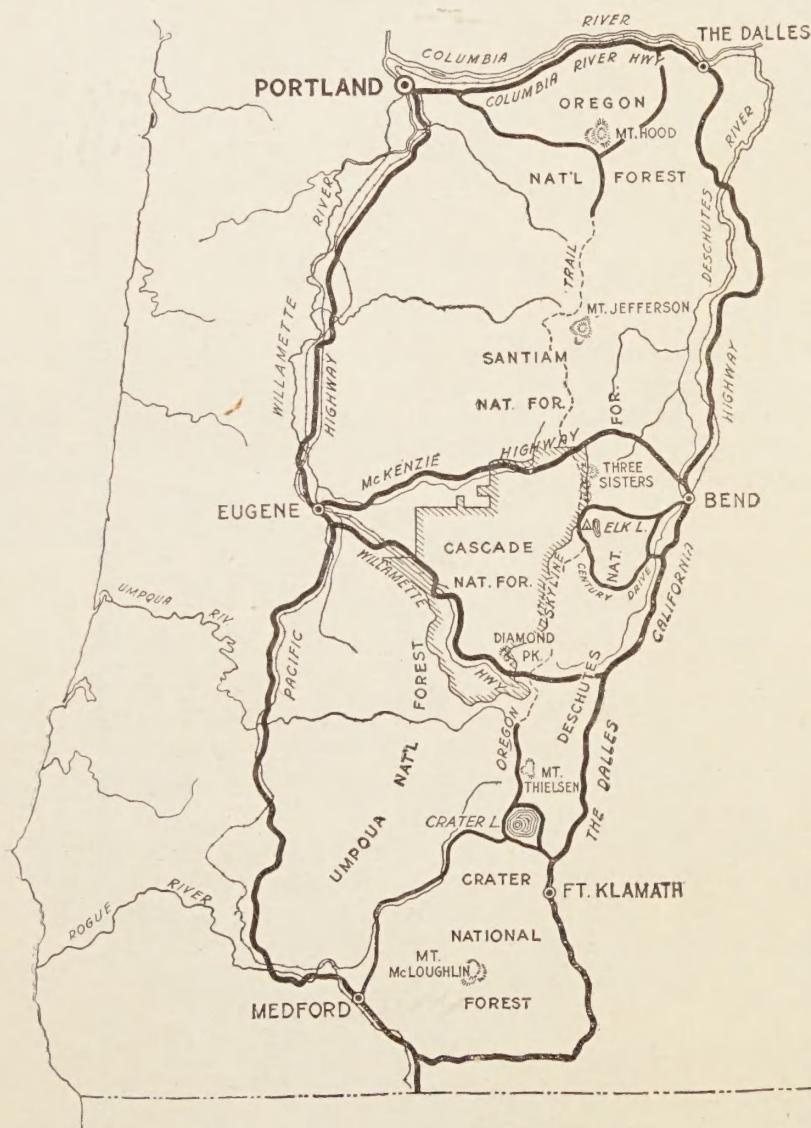 RIVER
THE DALLES
COLUMBIA
RIVER HWY.
PORTLAND
COLUMBIA
OREGON
MT. HOOD
RIVER
NAT'L FOREST
RIVER
DESCHUTES
TRAIL
MT. JEFFERSON
WILLAMETTE
HIGHWAY
SANTIAM
NAT. FOR.
FOR.
HIGHWAY
McKENZIE
HIGHWAY
THREE
SISTERS
BEND
EUGENE
ELK L.
CASCADE
NAT. FOR.
NAT.
CENTURY DRIVE
SKYLINE
WILLAMETTE
HWY
CALIFORNIA
UMPQUA
RIV.
DIAMOND
PK.
PACIFIC
FOREST
DESCHUTES
OREGON
THE DALLES
MT.
THIELSEN
UMPQUA NAT'L
CRATER L.
CRATER
FT. KLAMATH
ROGUE
RIVER
NATIONAL
MT.
McLOUGHLIN
MEDFORD
FOREST